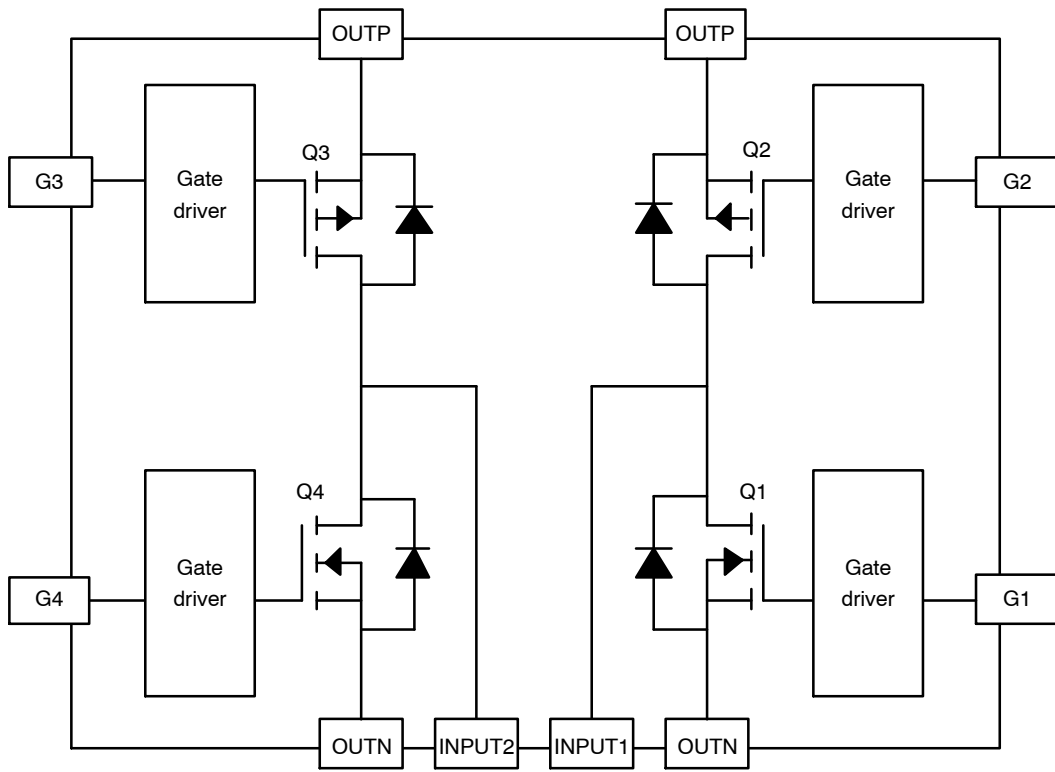 OUTP
OUTP
Q3
Q2
G3
Gate
driver
Gate
driver
G2
Q4
Q1
G4
Gate
driver
Gate
driver
G1
OUTN
INPUT2
INPUT1
OUTN